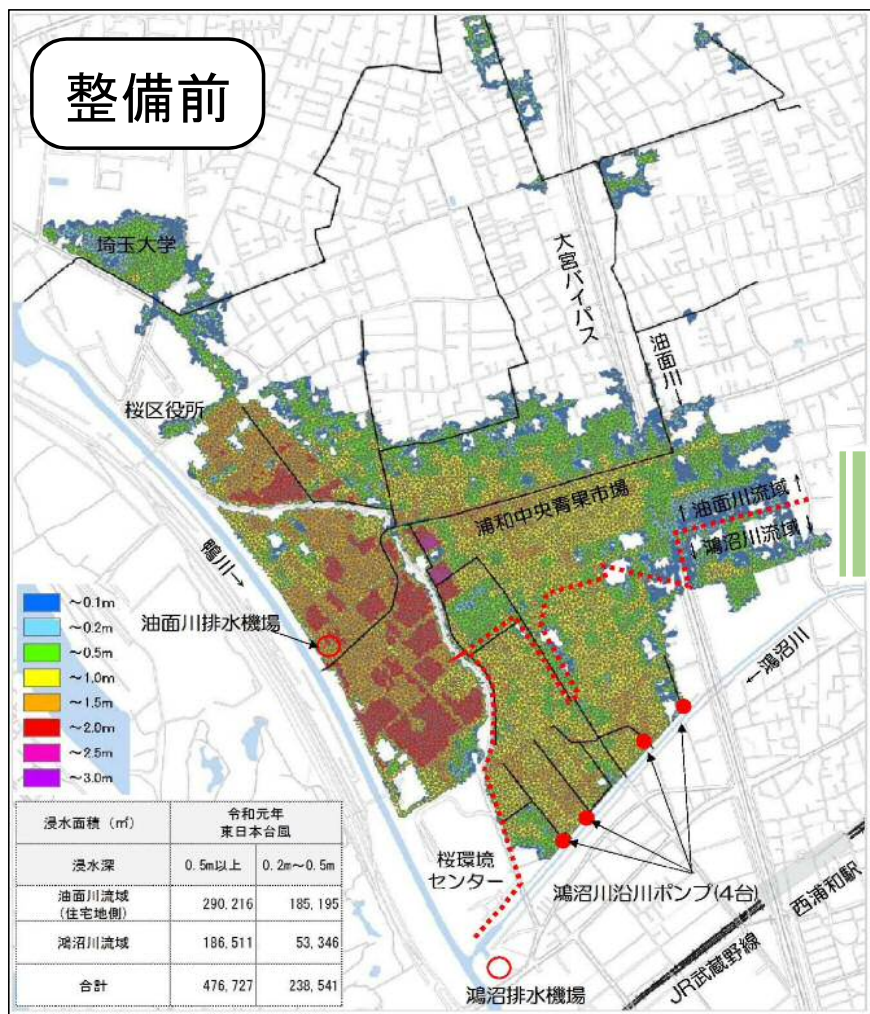 整備前
埼玉大学
大宮バイパス
油面川→
桜区役所
浦和中央青果市場
↑油面川流域↑
↓鴻沼川流域↓
鴨川→
油面川排水機場
←鴻沼川
～0.1m
～0.2m
～0.5m
～1.0m
～1.5m
～2.0m
～2.5m
～3.0m
浸水面積（㎡） 令和元年
東日本台風
浸水深 0.5m以上 0.2m～0.5m
油面川流域
(住宅地側) 290,216 185,195
鴻沼川流域 186,511 53,346
合計 476,727 238,541
桜環境
センター
鴻沼川沿川ポンプ(4台)
西浦和駅
JR武蔵野線
鴻沼排水機場